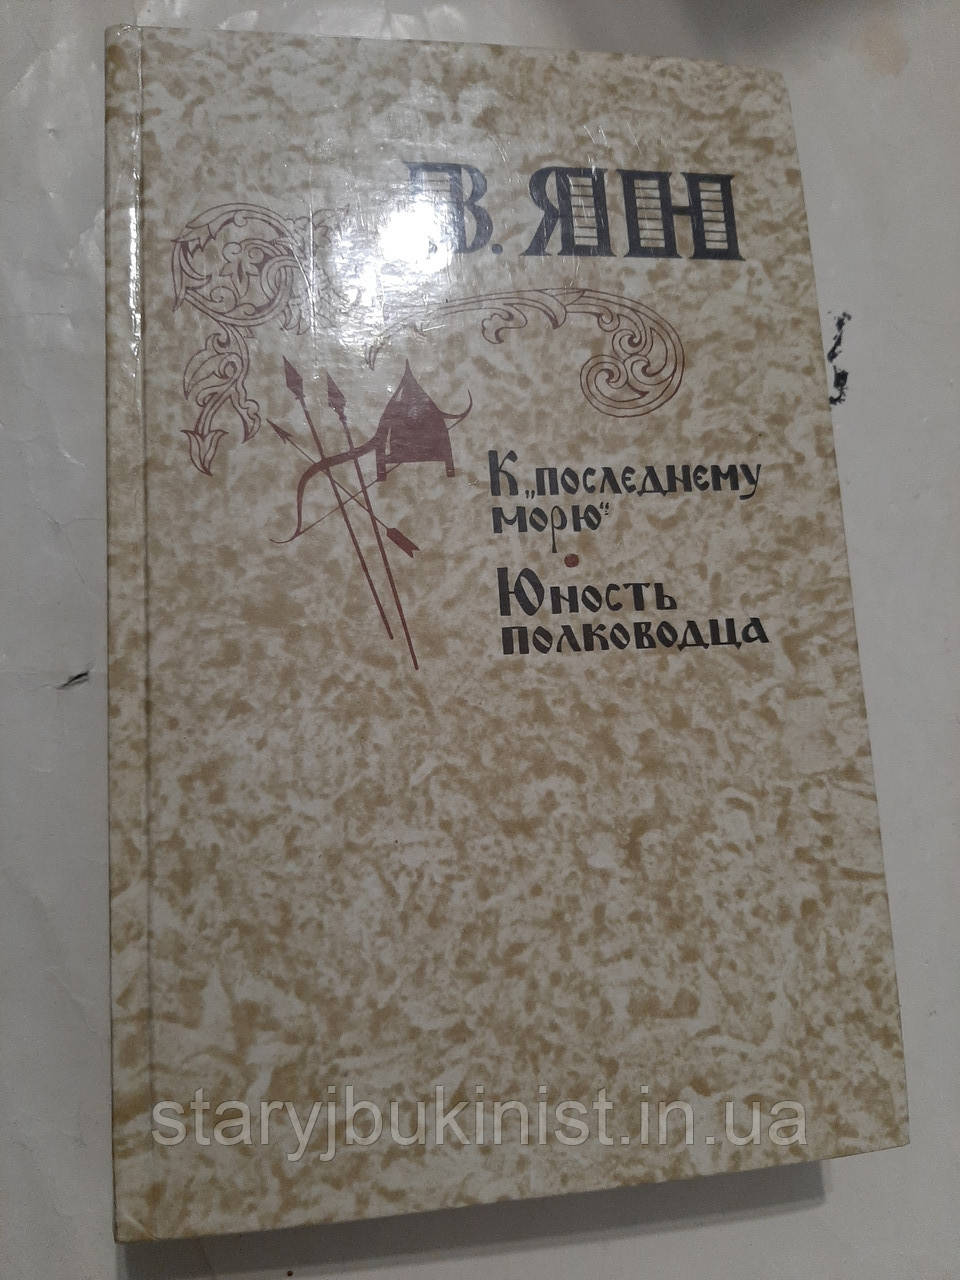 В. ЯН
К „последнему
морю“
Юность
полководца
staryjbukinist.in.ua